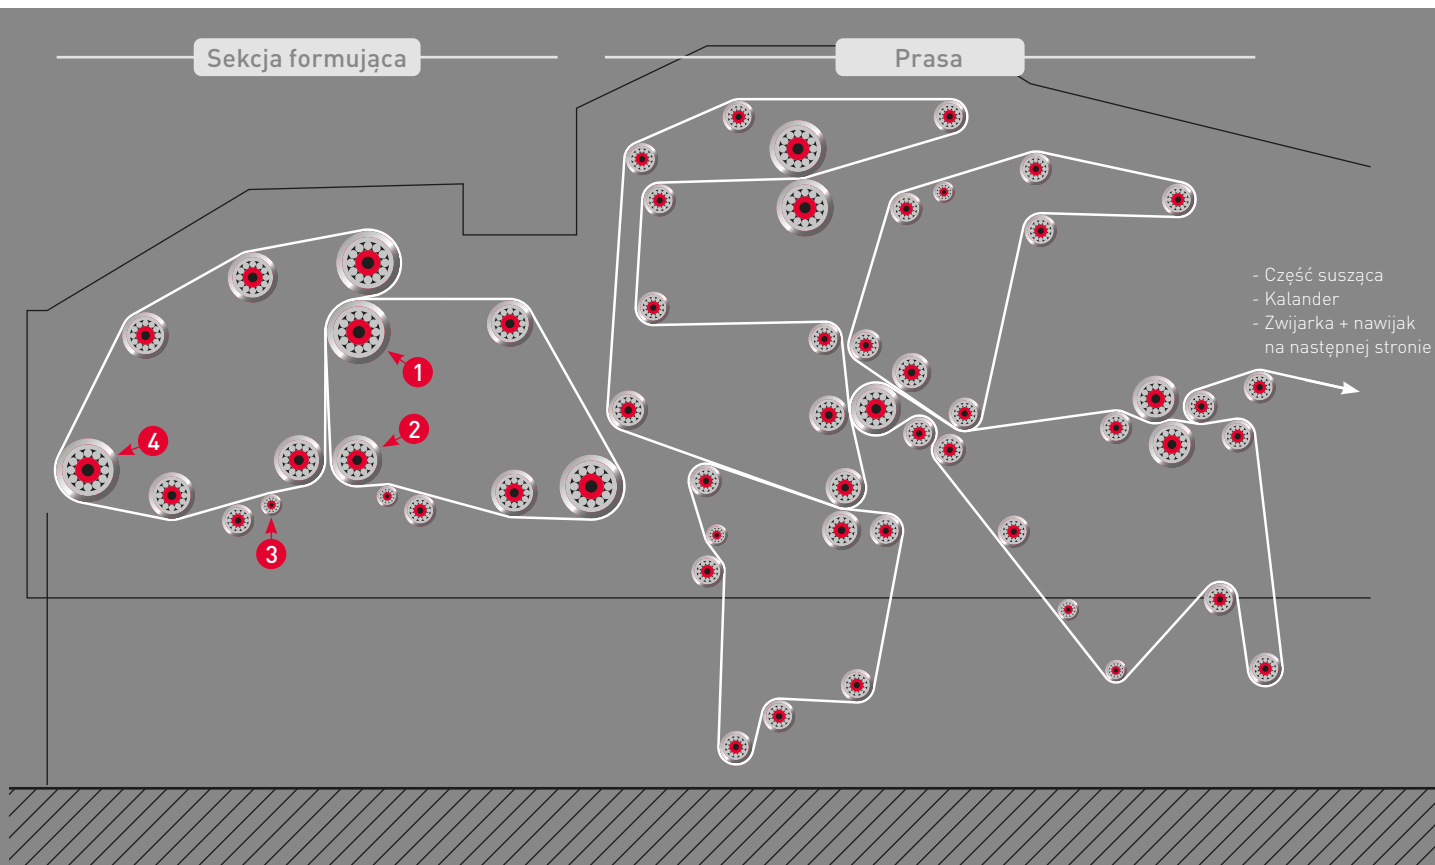 Sekcja formująca
Prasa
- Część susząca
- Kalander
- Zwijarka + nawijak
na następnej stronie
1
2
4
3